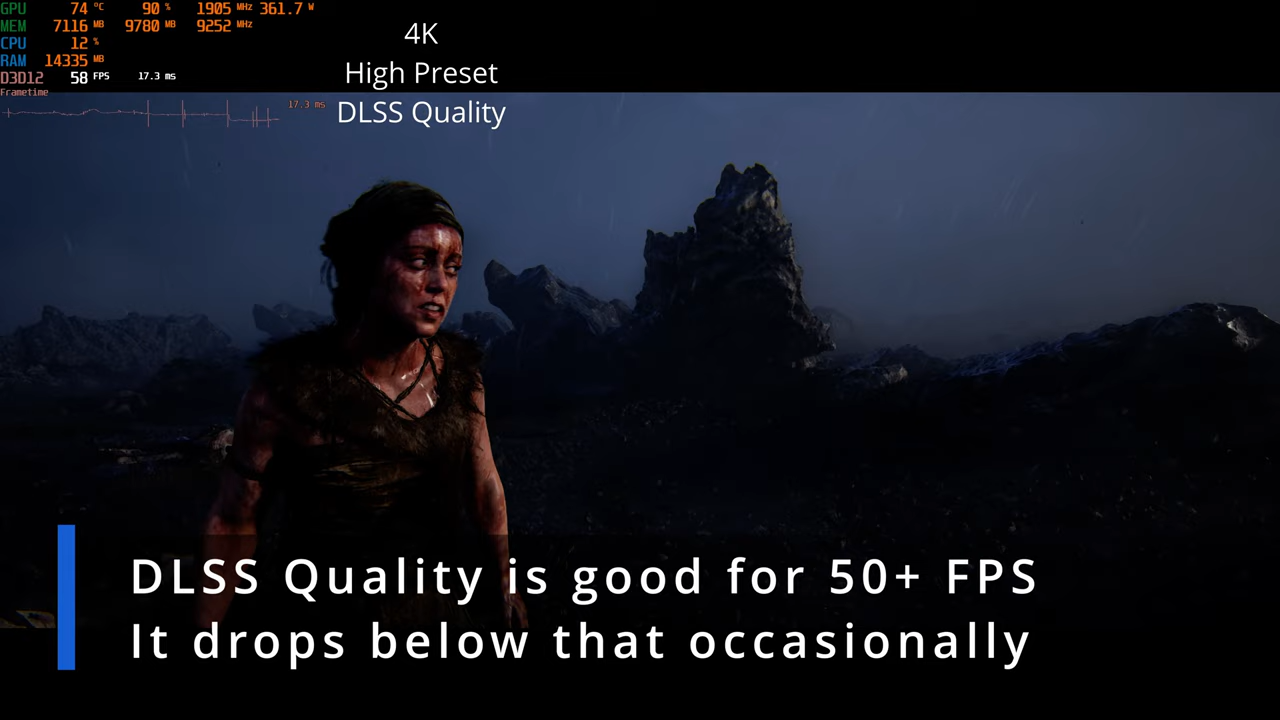 GPU 74 °C 90 % 1905 MHz 361.7 W
MEM 7116 MB 9780 MB 9252 MHz
CPU 12 %
RAM 14335 MB
D3D12 58 FPS 17.3 ms
Frametime
17.3 ms
4K
High Preset
DLSS Quality
DLSS Quality is good for 50+ FPS
It drops below that occasionally